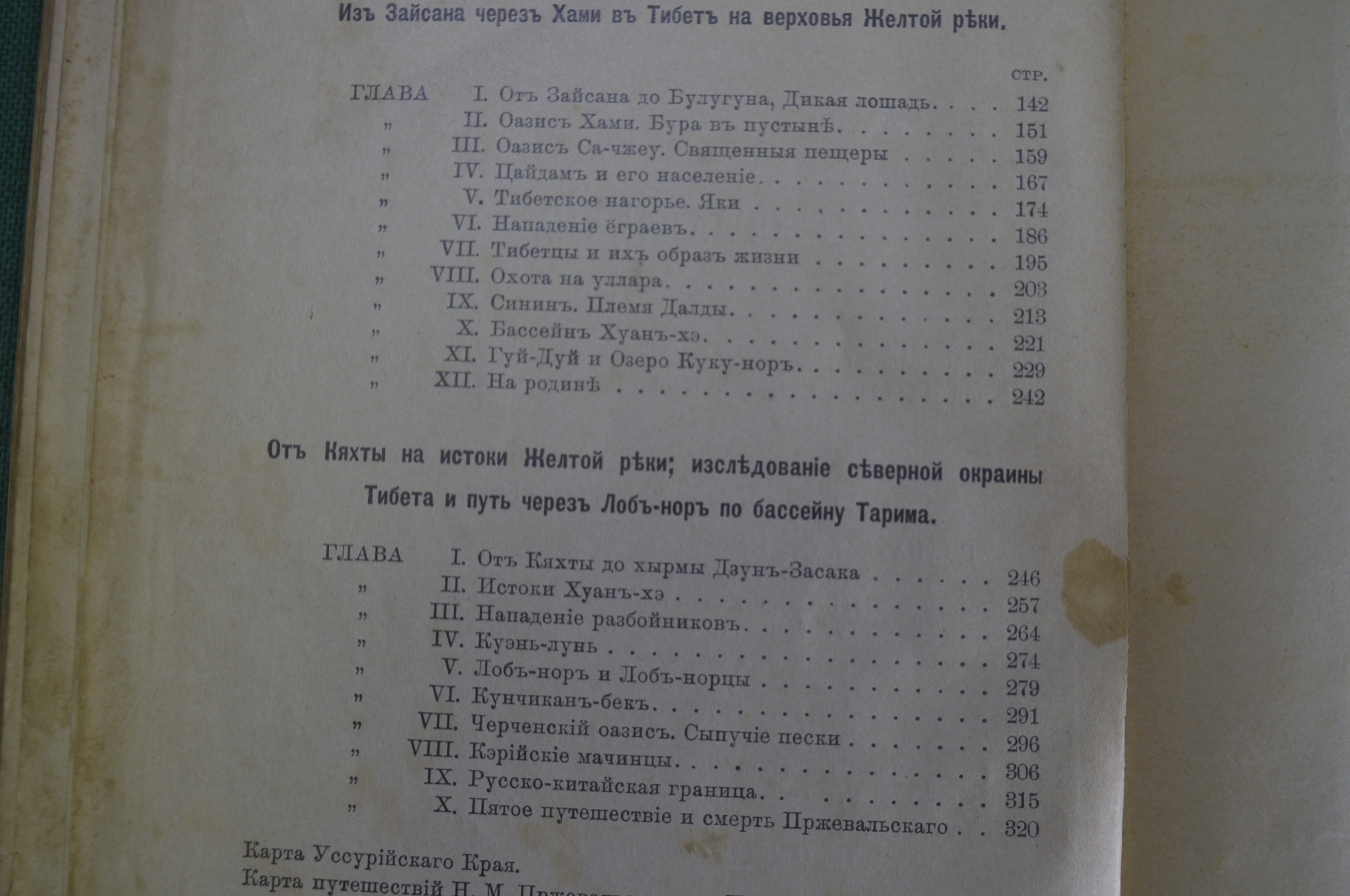 Изъ Зайсана черезъ Хами въ Тибетъ на верховья Желтой рѣки.
СТР.
ГЛАВА I. Отъ Зайсана до Булугуна, Дикая лошадь. . . . 142
„ II. Оазисъ Хами. Бура въ пустынѣ. . . . . . . . 151
„ III. Оазисъ Са-чжеу. Священныя пещеры . . . . . 159
„ IV. Цайдамъ и его населеніе. . . . . . . . . . . . 167
„ V. Тибетское нагорье. Яки . . . . . . . . . . . . 174
„ VI. Нападеніе ёграевъ. . . . . . . . . . . . . . . 186
„ VII. Тибетцы и ихъ образъ жизни . . . . . . . . . 195
„ VIII. Охота на уллара. . . . . . . . . . . . . . . . 203
„ IX. Сининъ. Племя Далды. . . . . . . . . . . . . 213
„ X. Бассейнъ Хуанъ-хэ. . . . . . . . . . . . . . 221
„ XI. Гуй-Дуй и Озеро Куку-норъ. . . . . . . . . . 229
„ XII. На родинѣ . . . . . . . . . . . . . . . . . . 242
Отъ Кяхты на истоки Желтой рѣки; изслѣдованіе сѣверной окраины
Тибета и путь черезъ Лобъ-норъ по бассейну Тарима.
ГЛАВА I. Отъ Кяхты до хырмы Дзунъ-Засака . . . . . . 246
„ II. Истоки Хуанъ-хэ . . . . . . . . . . . . . . . 257
„ III. Нападеніе разбойниковъ. . . . . . . . . . . . 264
„ IV. Куэнь-лунь . . . . . . . . . . . . . . . . . . 274
„ V. Лобъ-норъ и Лобъ-норцы . . . . . . . . . . . 279
„ VI. Кунчиканъ-бекъ. . . . . . . . . . . . . . . . 291
„ VII. Черченскій оазисъ. Сыпучіе пески . . . . . . . 296
„ VIII. Кэрійскіе мачинцы. . . . . . . . . . . . . . . 306
„ IX. Русско-китайская граница. . . . . . . . . . . 315
„ X. Пятое путешествіе и смерть Пржевальскаго . . 320
Карта Уссурійскаго Края.
Карта путешествій Н. М.